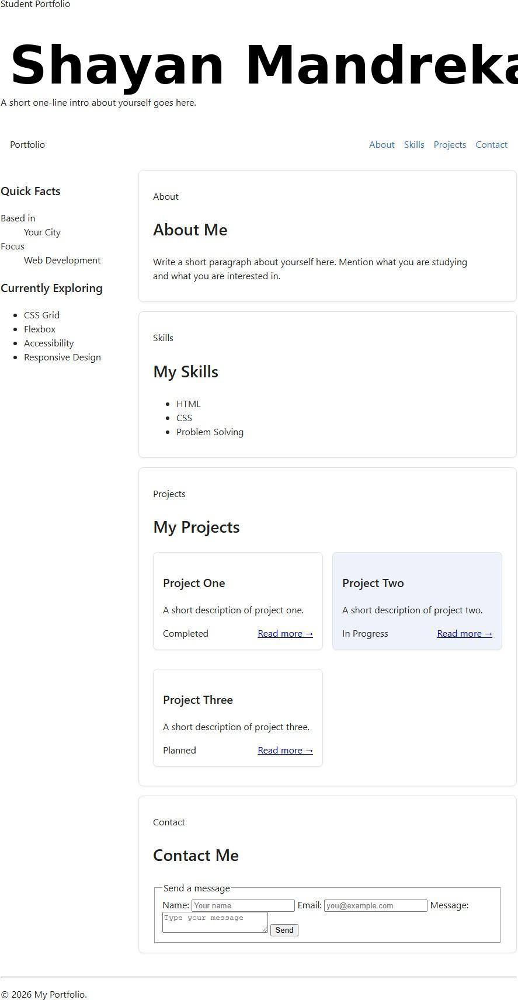 Student Portfolio
Shayan Mandreka
A short one-line intro about yourself goes here.
Portfolio
About Skills Projects Contact
Quick Facts
Based in
Your City
Focus
Web Development
Currently Exploring
CSS Grid
Flexbox
Accessibility
Responsive Design
About
About Me
Write a short paragraph about yourself here. Mention what you are studying
and what you are interested in.
Skills
My Skills
HTML
CSS
Problem Solving
Projects
My Projects
Project One
A short description of project one.
Completed Read more →
Project Two
A short description of project two.
In Progress Read more →
Project Three
A short description of project three.
Planned Read more →
Contact
Contact Me
Send a message
Name: Your name Email: you@example.com Message:
Type your message Send
© 2026 My Portfolio.